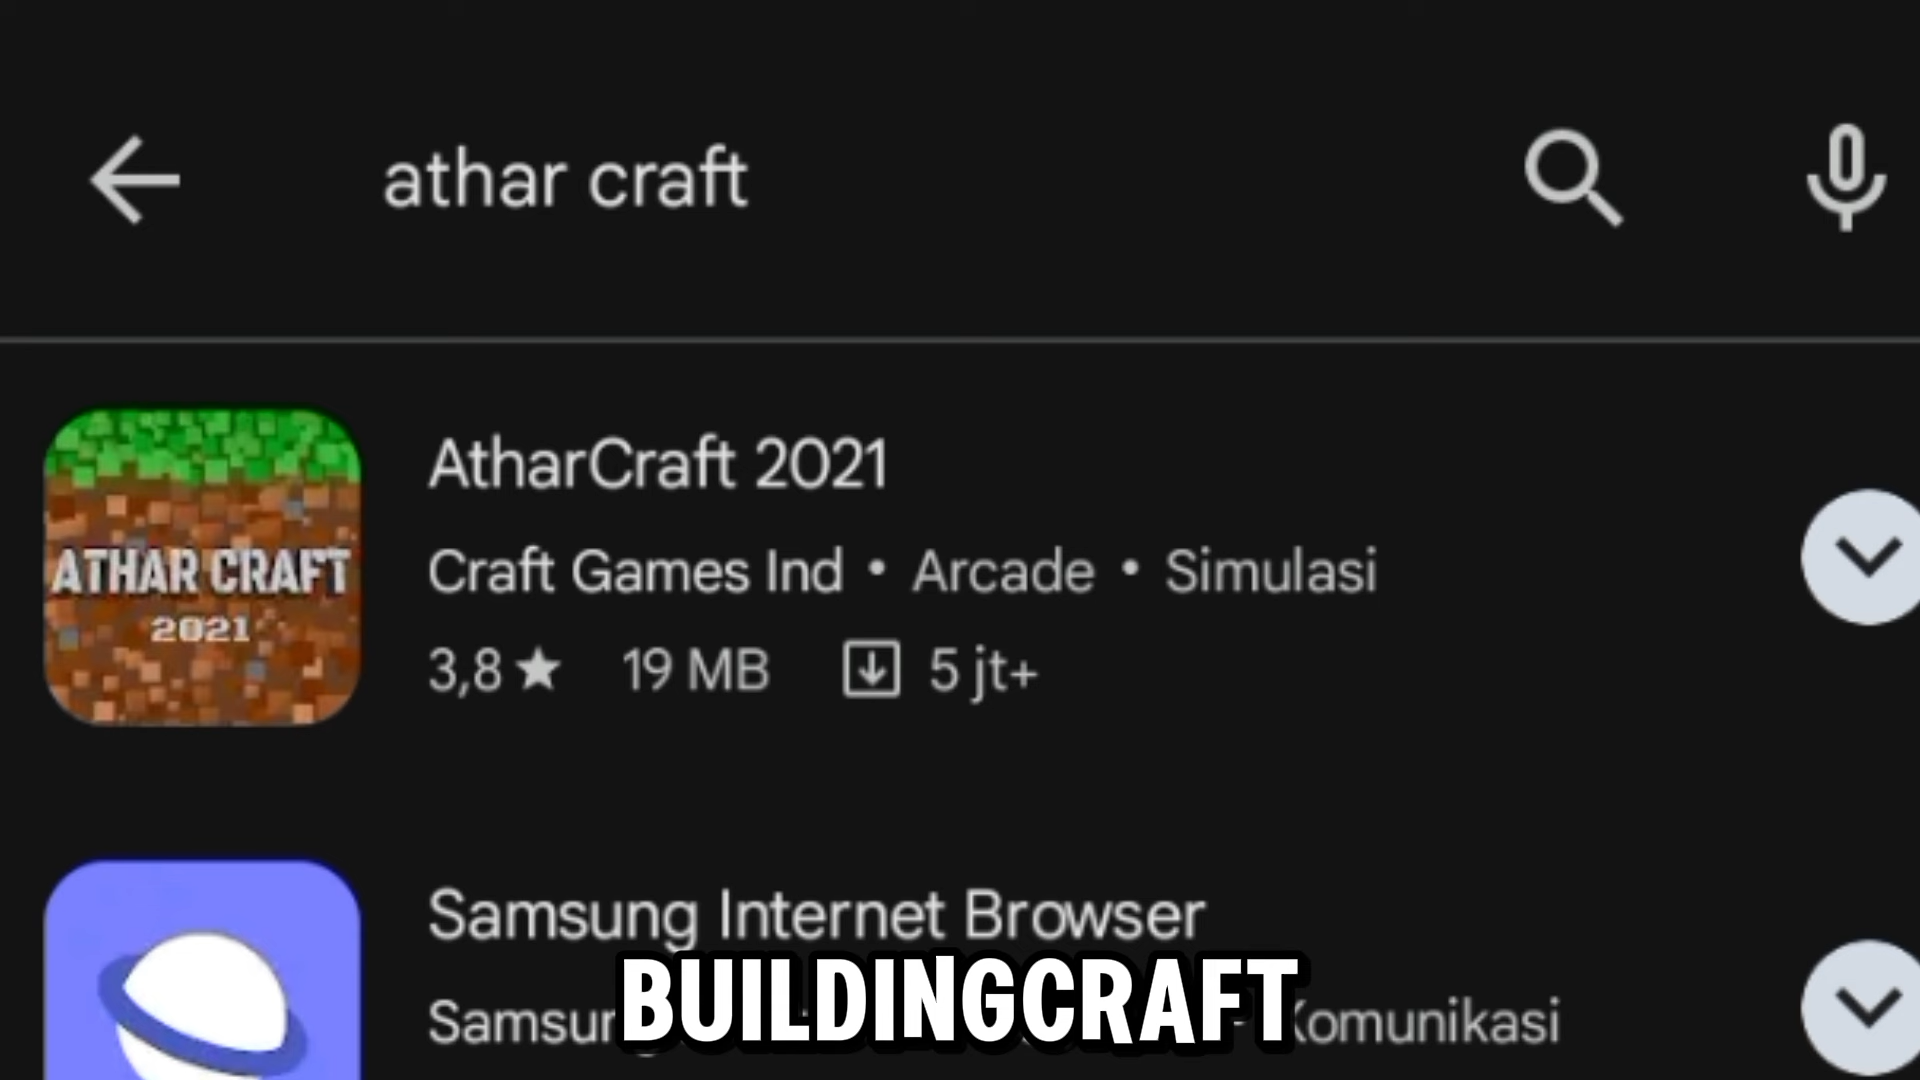 athar craft
AtharCraft 2021
ATHAR CRAFT
2021
Craft Games Ind • Arcade • Simulasi
3,8★ 19 MB 5 jt+
Samsung Internet Browser
BUILDINGCRAFT
Komunikasi